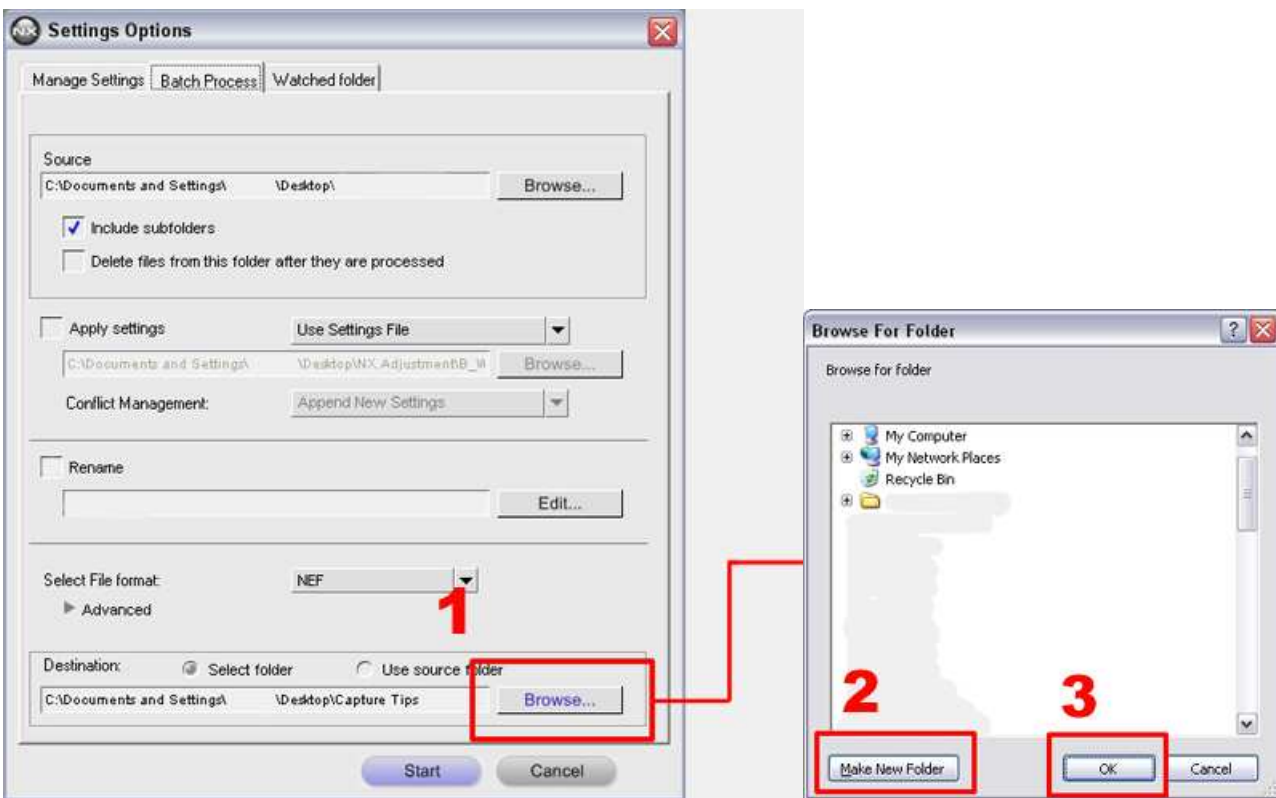 NX Settings Options
Manage Settings Batch Process Watched folder
Source
C:\Documents and Settings\ \Desktop\ Browse...
Include subfolders
Delete files from this folder after they are processed
Apply settings Use Settings File
C:\Documents and Settings\ \Desktop\NX Adjustment\B_W Browse...
Conflict Management: Append New Settings
Rename
Edit...
Select File format: NEF
Advanced
1
Destination: Select folder Use source folder
C:\Documents and Settings\ \Desktop\Capture Tips Browse...
Start Cancel
Browse For Folder ?
Browse for folder
My Computer
My Network Places
Recycle Bin
2 3
Make New Folder OK Cancel